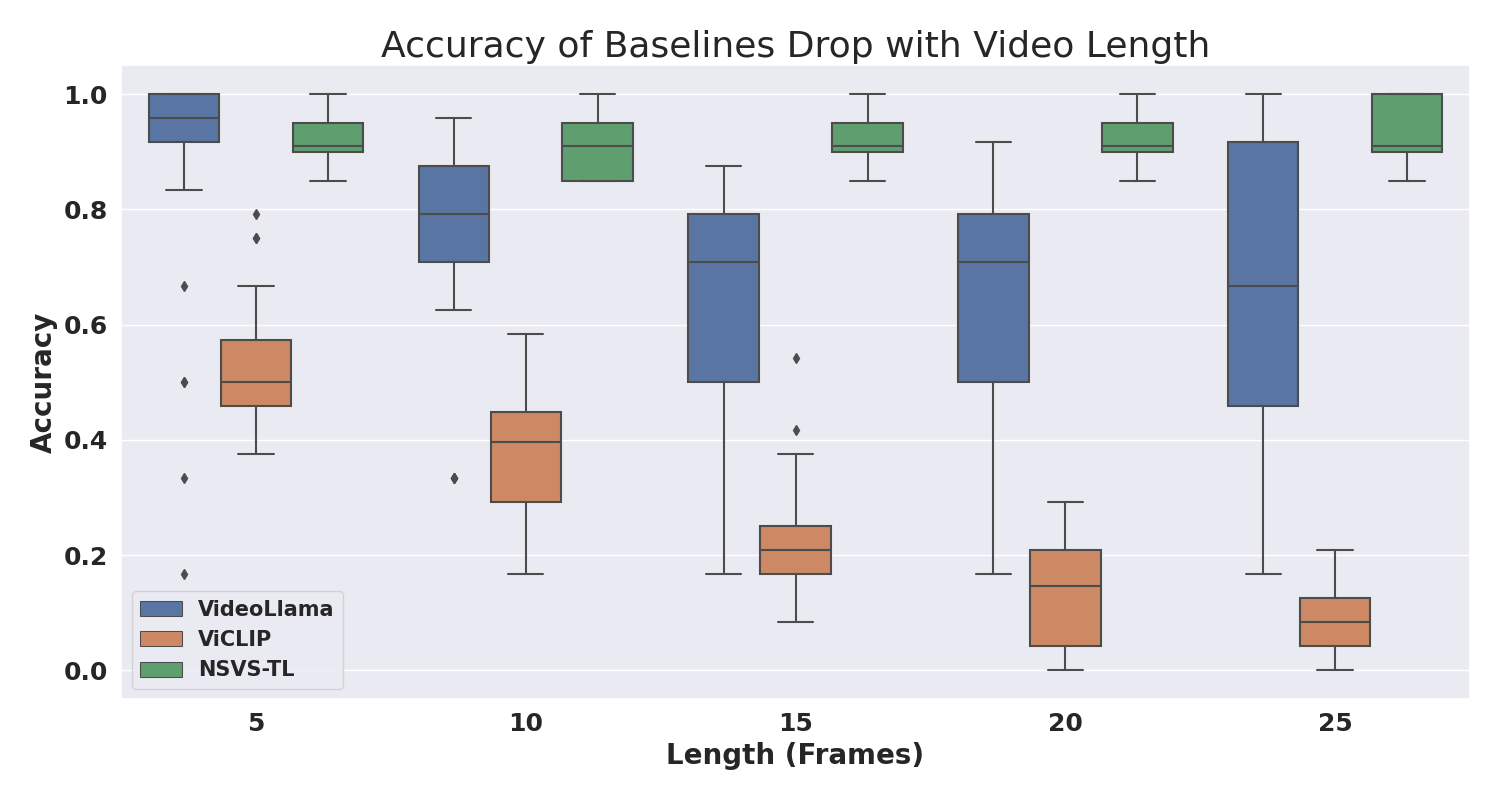 Accuracy of Baselines Drop with Video Length
1.0
0.8
0.6
0.4
0.2
0.0
Accuracy
VideoLlama
ViCLIP
NSVS-TL
5 10 15 20 25
Length (Frames)